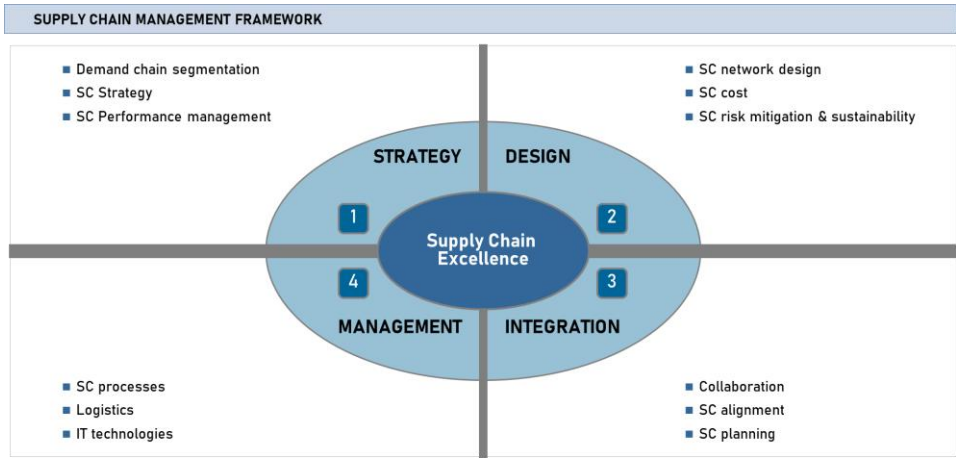 SUPPLY CHAIN MANAGEMENT FRAMEWORK
Demand chain segmentation
SC Strategy
SC Performance management
SC network design
SC cost
SC risk mitigation & sustainability
STRATEGY
DESIGN
1
2
Supply Chain
Excellence
4
3
MANAGEMENT
INTEGRATION
SC processes
Logistics
IT technologies
Collaboration
SC alignment
SC planning